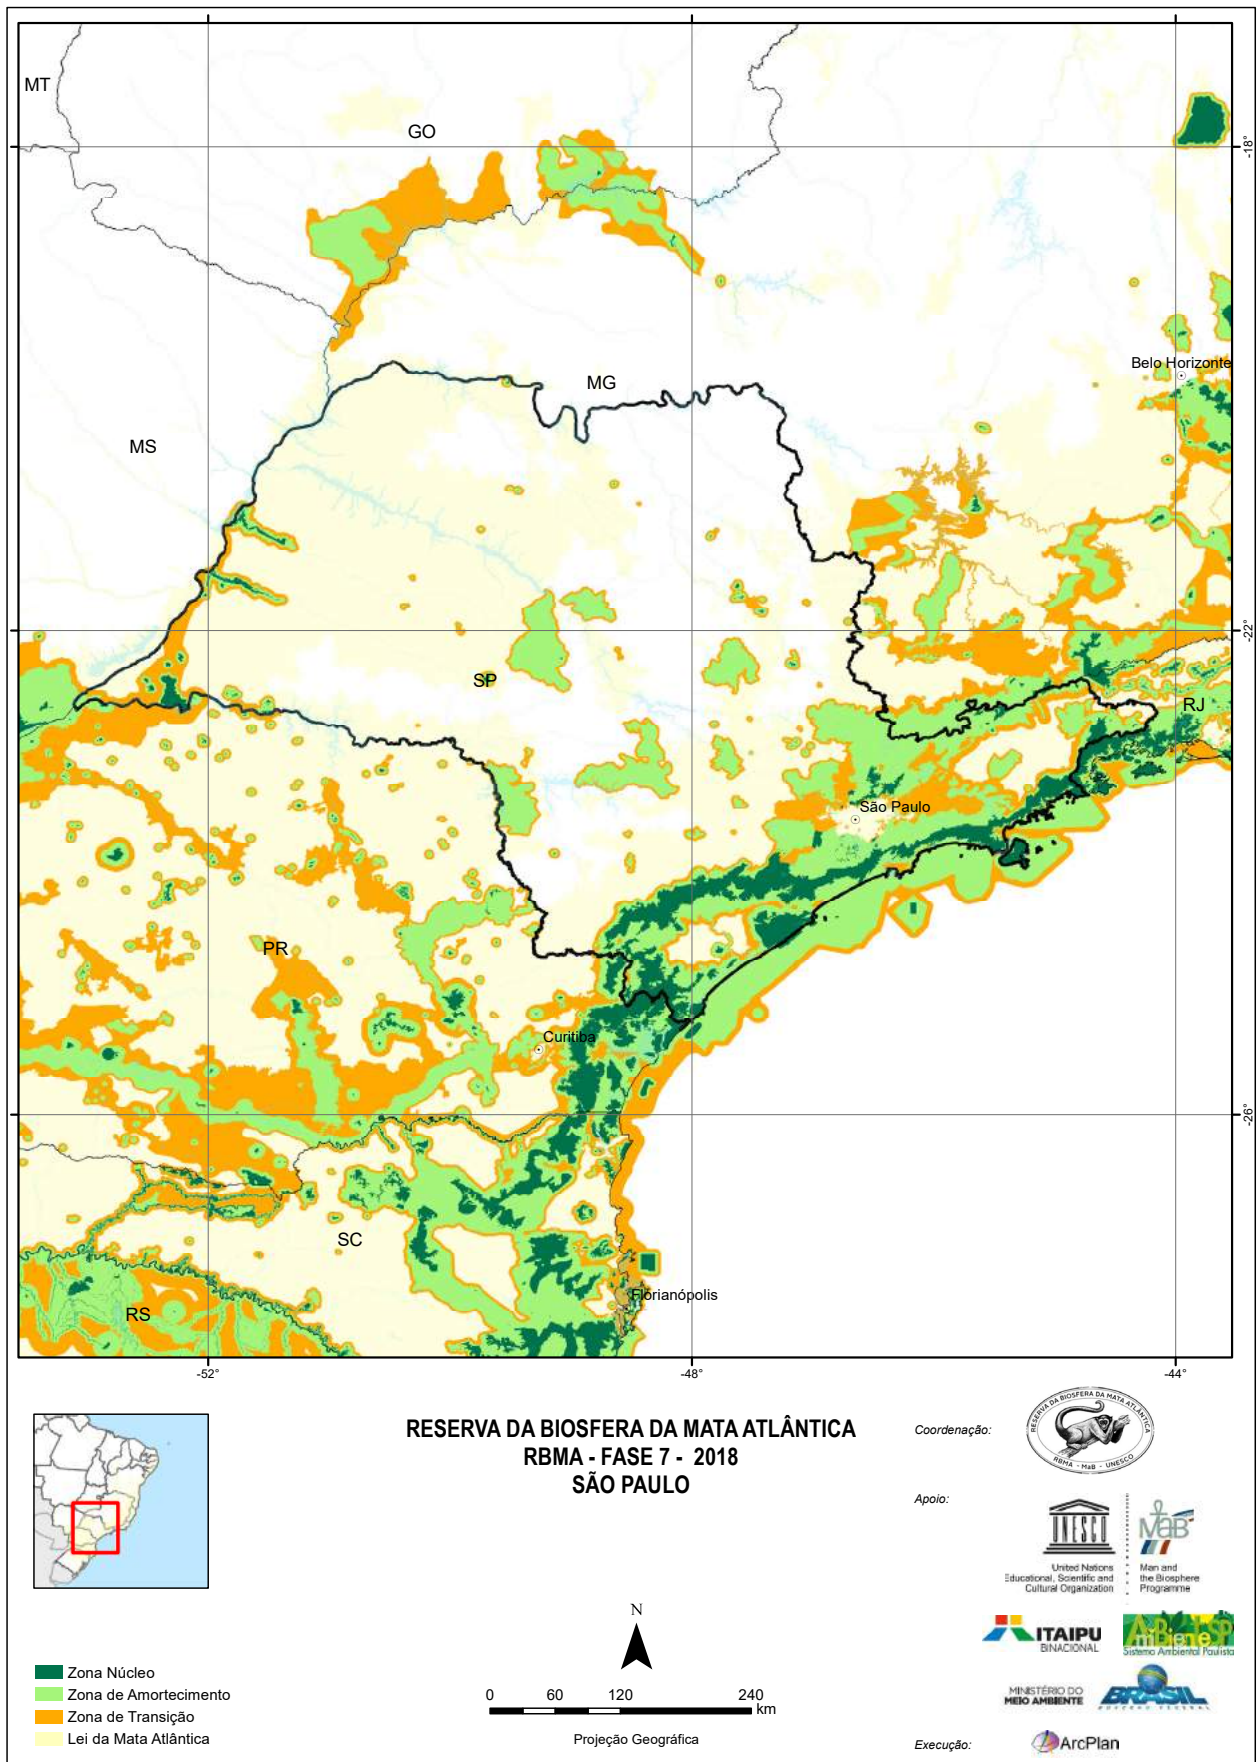 MT
GO
-18°
MG
Belo Horizonte
MS
-22°
SP
RJ
São Paulo
PR
Curitiba
-26°
SC
Florianópolis
RS
-52°
-48°
-44°
RESERVA DA BIOSFERA DA MATA ATLÂNTICA
RBMA - FASE 7 - 2018
SÃO PAULO
Coordenação:
RESERVA DA BIOSFERA DA MATA ATLÂNTICA
RBMA - MaB - UNESCO
Apoio:
UNESCO
United Nations
Educational, Scientific and
Cultural Organization
MaB
Man and
the Biosphere
Programme
ITAIPU
BINACIONAL
AmBienteSP
Sistema Ambiental Paulista
MINISTÉRIO DO
MEIO AMBIENTE
BRASIL
GOVERNO FEDERAL
Execução:
ArcPlan
N
0 60 120 240
km
Projeção Geográfica
Zona Núcleo
Zona de Amortecimento
Zona de Transição
Lei da Mata Atlântica